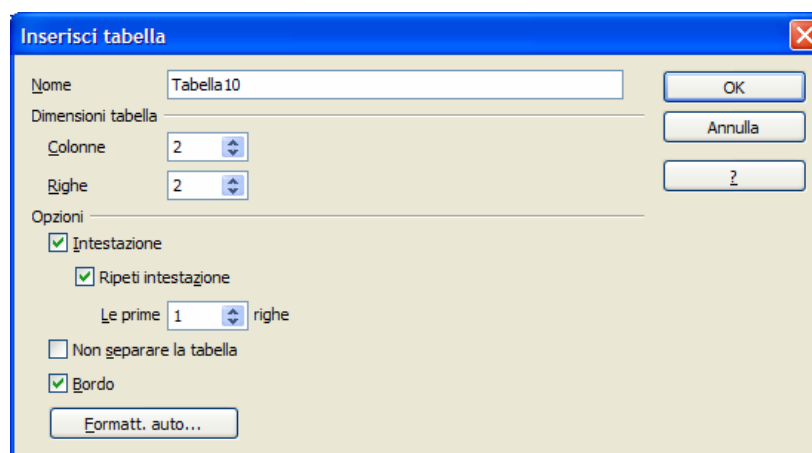 Inserisci tabella
Nome Tabella10 OK
Dimensioni tabella Annulla
Colonne 2
Righe 2 ?
Opzioni
Intestazione
Ripeti intestazione
Le prime 1 righe
Non separare la tabella
Bordo
Formatt. auto...